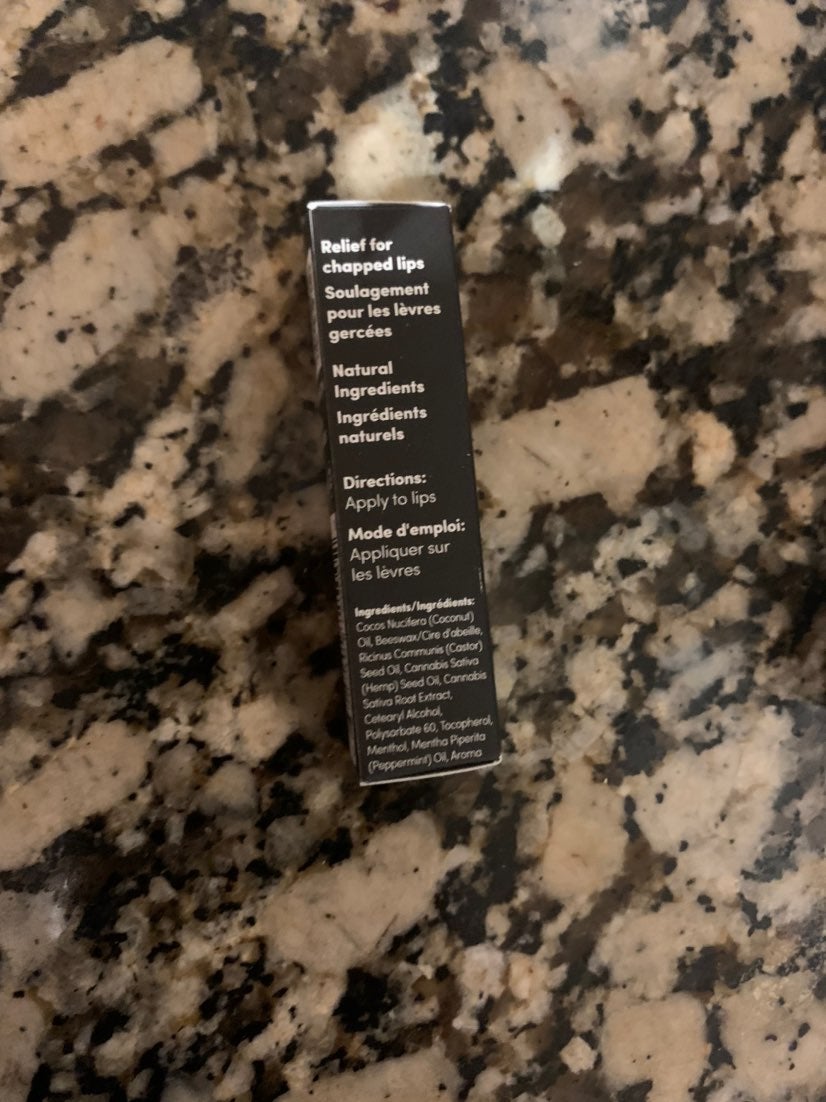 Relief for
chapped lips
Soulagement
pour les lèvres
gercées
Natural
Ingredients
Ingrédients
naturels
Directions:
Apply to lips
Mode d'emploi:
Appliquer sur
les lèvres
Ingredients/Ingrédients:
Cocos Nucifera (Coconut)
Oil, Beeswax/Cire d'abeille,
Ricinus Communis (Castor)
Seed Oil, Cannabis Sativa
(Hemp) Seed Oil, Cannabis
Sativa Root Extract,
Cetearyl Alcohol,
Polysorbate 60, Tocopherol,
Menthol, Mentha Piperita
(Peppermint) Oil, Aroma